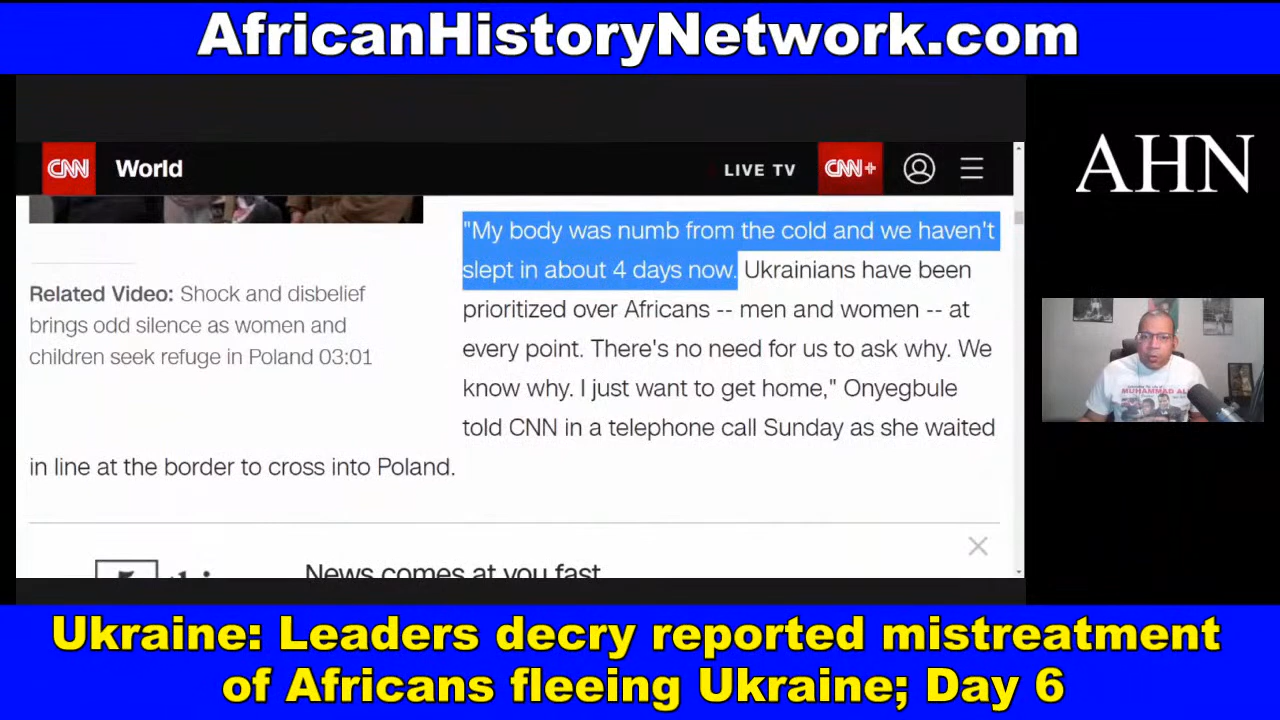 AfricanHistoryNetwork.com
CNN World LIVE TV CNN+
AHN
"My body was numb from the cold and we haven't
slept in about 4 days now. Ukrainians have been
prioritized over Africans -- men and women -- at
every point. There's no need for us to ask why. We
know why. I just want to get home," Onyegbule
told CNN in a telephone call Sunday as she waited
in line at the border to cross into Poland.
Related Video: Shock and disbelief
brings odd silence as women and
children seek refuge in Poland 03:01
News comes at you fast.
MUHAMMAD ALI
Ukraine: Leaders decry reported mistreatment
of Africans fleeing Ukraine; Day 6